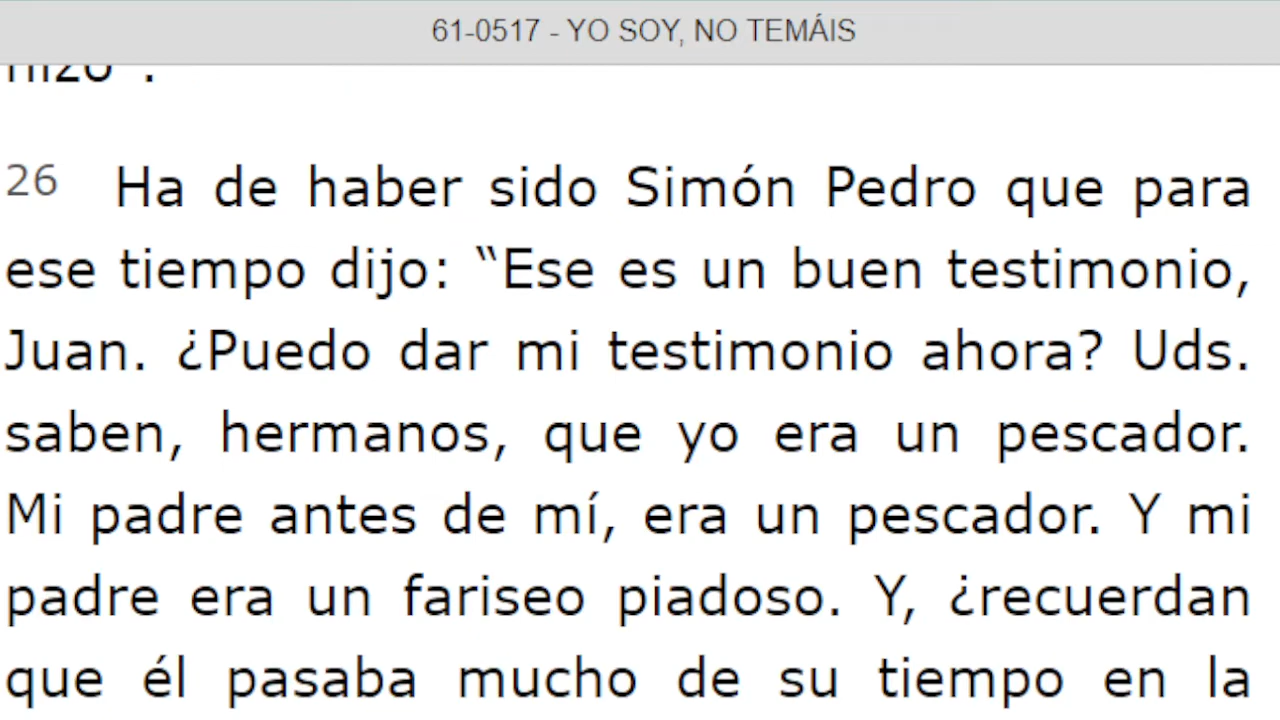 61-0517 - YO SOY, NO TEMÁIS
hizo”.
26 Ha de haber sido Simón Pedro que para
ese tiempo dijo: “Ese es un buen testimonio,
Juan. ¿Puedo dar mi testimonio ahora? Uds.
saben, hermanos, que yo era un pescador.
Mi padre antes de mí, era un pescador. Y mi
padre era un fariseo piadoso. Y, ¿recuerdan
que él pasaba mucho de su tiempo en la